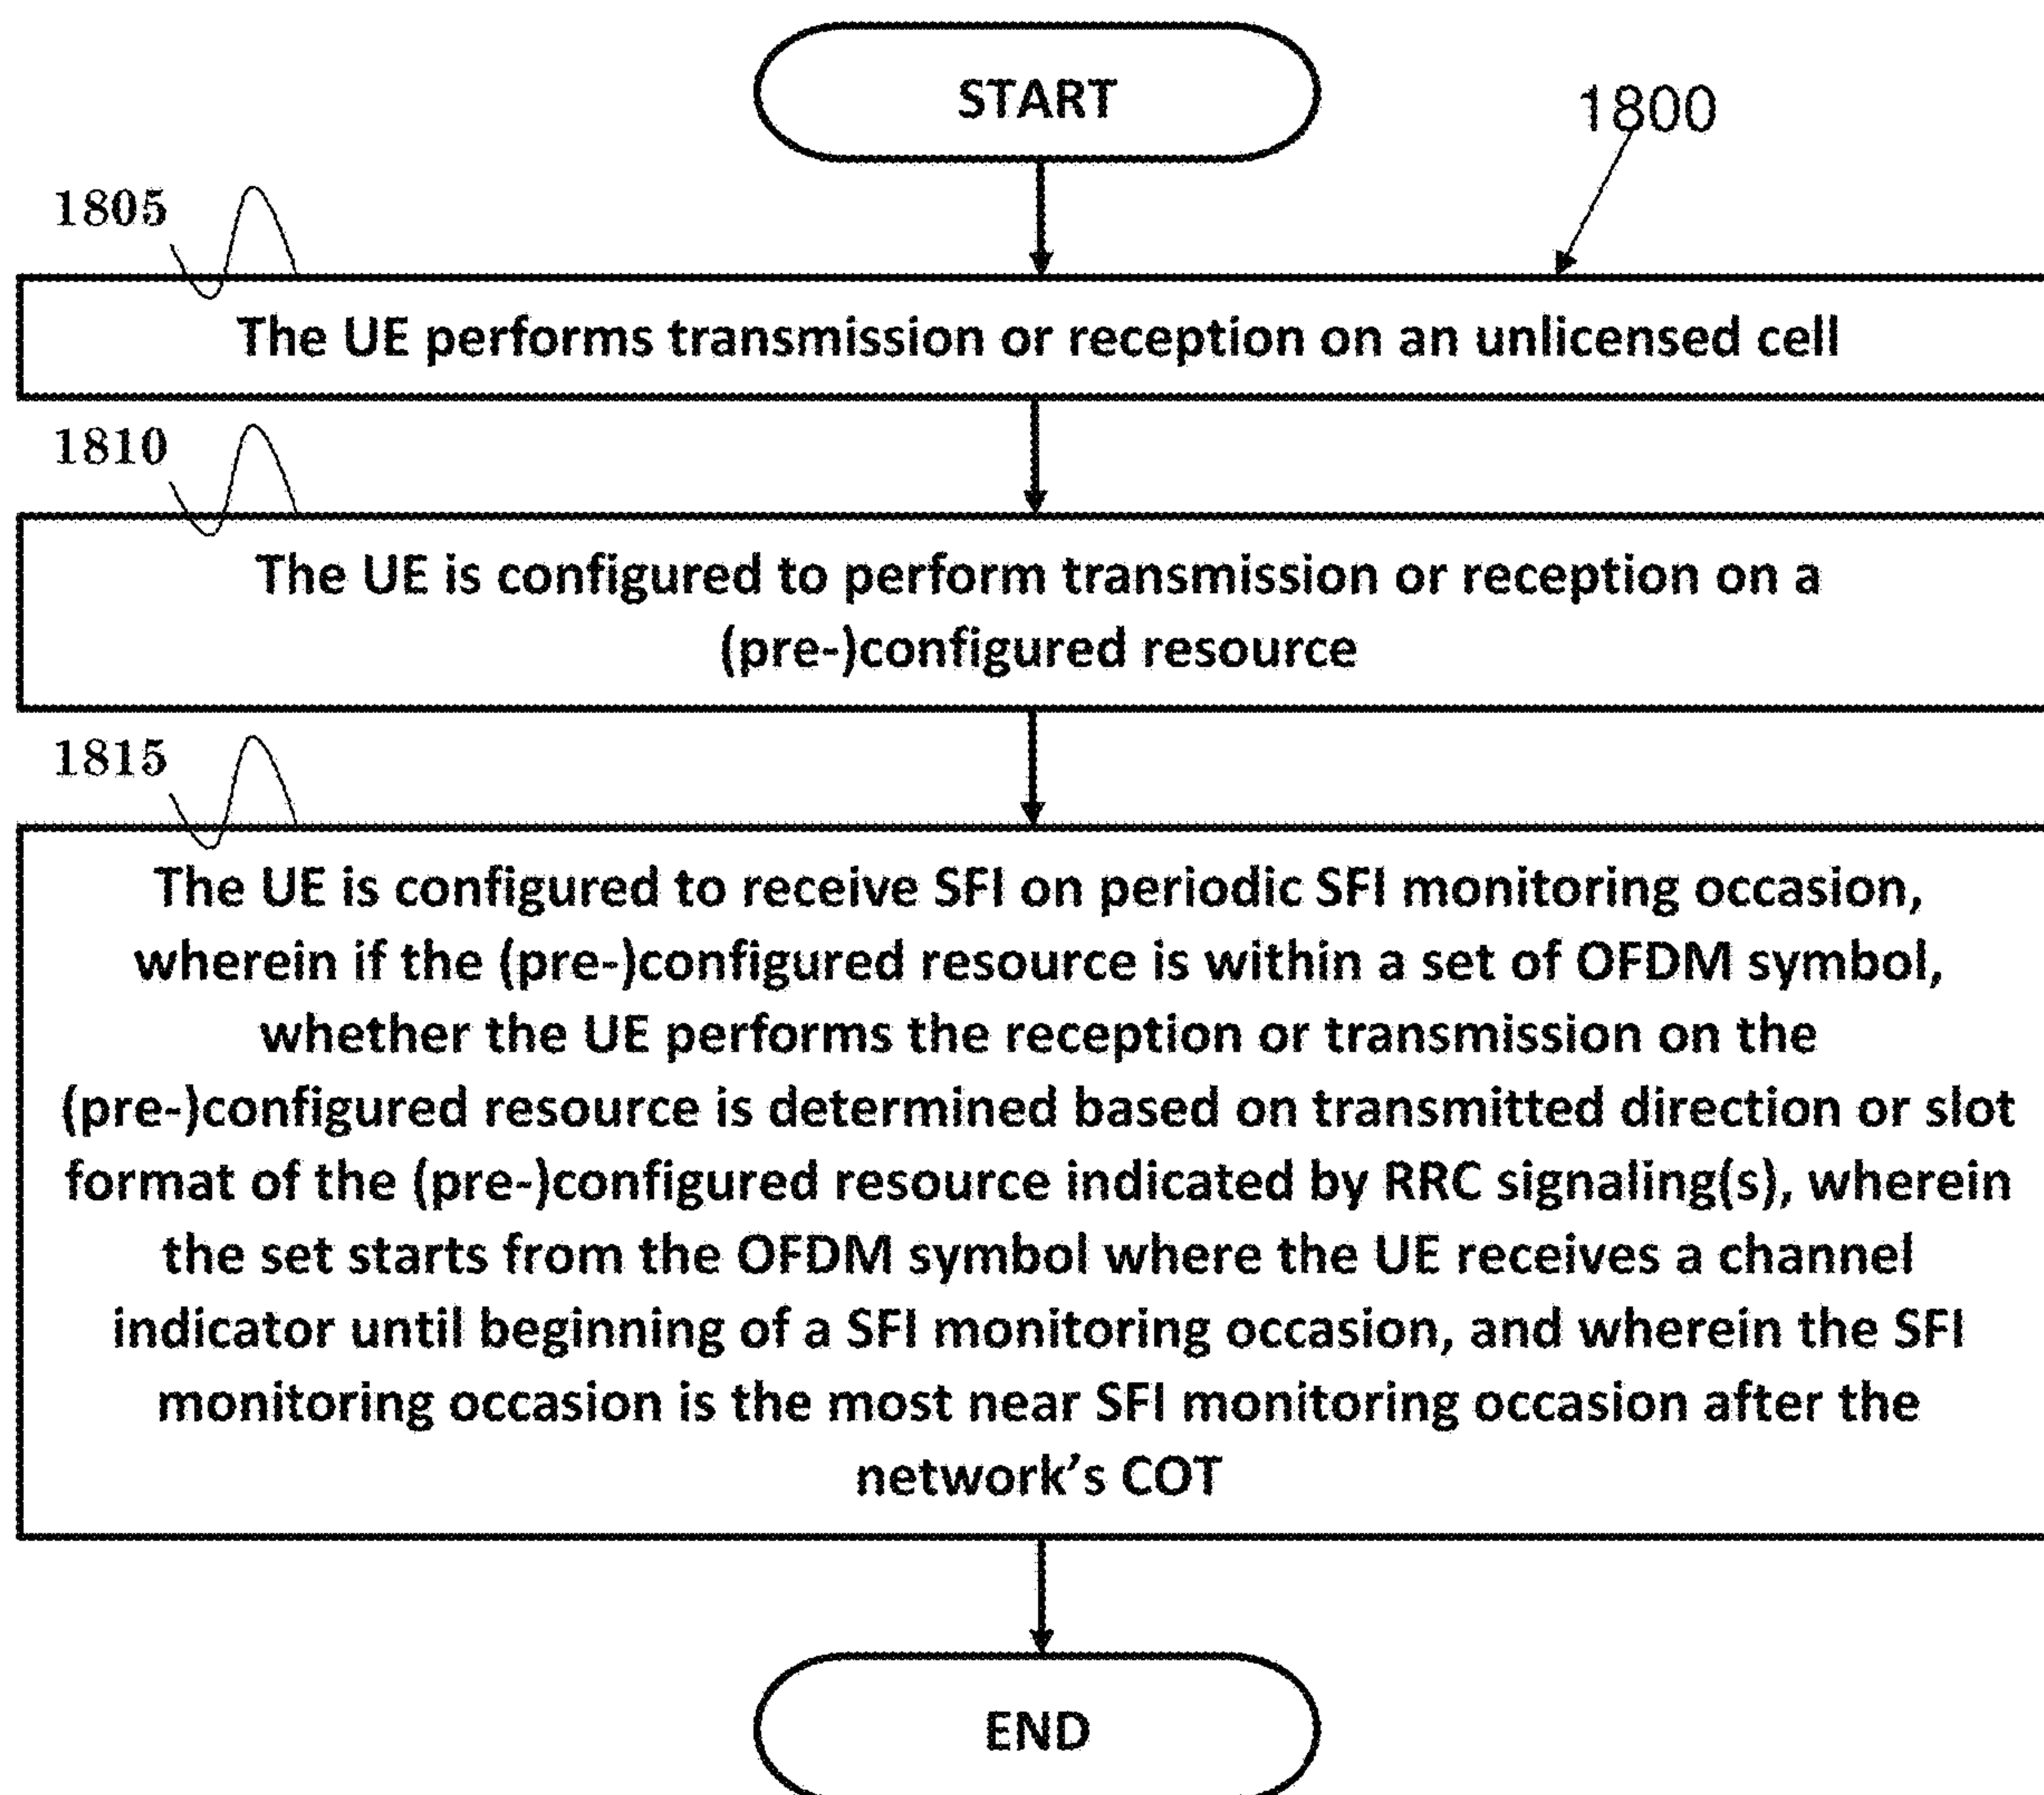 START
1800
1805
The UE performs transmission or reception on an unlicensed cell
1810
The UE is configured to perform transmission or reception on a
(pre-)configured resource
1815
The UE is configured to receive SFI on periodic SFI monitoring occasion,
wherein if the (pre-)configured resource is within a set of OFDM symbol,
whether the UE performs the reception or transmission on the
(pre-)configured resource is determined based on transmitted direction or slot
format of the (pre-)configured resource indicated by RRC signaling(s), wherein
the set starts from the OFDM symbol where the UE receives a channel
indicator until beginning of a SFI monitoring occasion, and wherein the SFI
monitoring occasion is the most near SFI monitoring occasion after the
network's COT
END